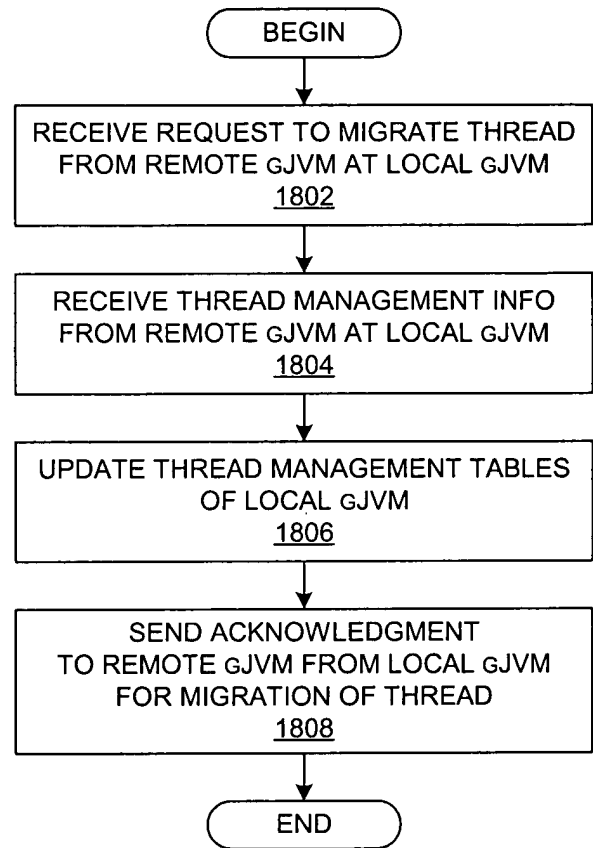 BEGIN
RECEIVE REQUEST TO MIGRATE THREAD
FROM REMOTE GJVM AT LOCAL GJVM
1802
RECEIVE THREAD MANAGEMENT INFO
FROM REMOTE GJVM AT LOCAL GJVM
1804
UPDATE THREAD MANAGEMENT TABLES
OF LOCAL GJVM
1806
SEND ACKNOWLEDGMENT
TO REMOTE GJVM FROM LOCAL GJVM
FOR MIGRATION OF THREAD
1808
END